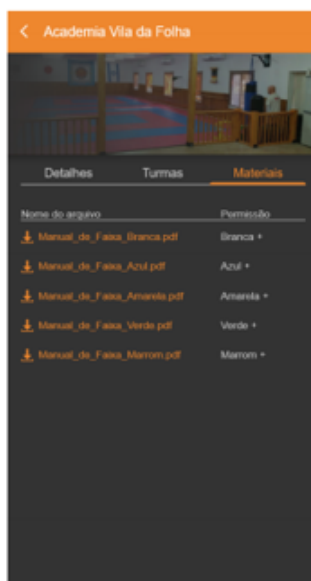 Academia Vila da Folha
Detalhes Turmas Materiais
Nome do arquivo Permissão
Manual_de_Faixa_Branca.pdf Branca +
Manual_de_Faixa_Azul.pdf Azul +
Manual_de_Faixa_Amarela.pdf Amarela +
Manual_de_Faixa_Verde.pdf Verde +
Manual_de_Faixa_Marrom.pdf Marrom +